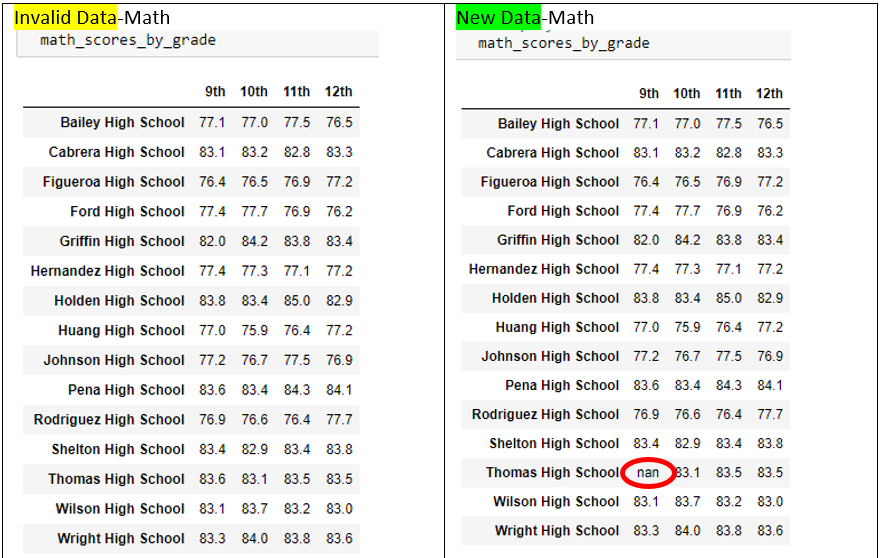 Invalid Data-Math
math_scores_by_grade
9th 10th 11th 12th
Bailey High School 77.1 77.0 77.5 76.5
Cabrera High School 83.1 83.2 82.8 83.3
Figueroa High School 76.4 76.5 76.9 77.2
Ford High School 77.4 77.7 76.9 76.2
Griffin High School 82.0 84.2 83.8 83.4
Hernandez High School 77.4 77.3 77.1 77.2
Holden High School 83.8 83.4 85.0 82.9
Huang High School 77.0 75.9 76.4 77.2
Johnson High School 77.2 76.7 77.5 76.9
Pena High School 83.6 83.4 84.3 84.1
Rodriguez High School 76.9 76.6 76.4 77.7
Shelton High School 83.4 82.9 83.4 83.8
Thomas High School 83.6 83.1 83.5 83.5
Wilson High School 83.1 83.7 83.2 83.0
Wright High School 83.3 84.0 83.8 83.6
New Data-Math
math_scores_by_grade
9th 10th 11th 12th
Bailey High School 77.1 77.0 77.5 76.5
Cabrera High School 83.1 83.2 82.8 83.3
Figueroa High School 76.4 76.5 76.9 77.2
Ford High School 77.4 77.7 76.9 76.2
Griffin High School 82.0 84.2 83.8 83.4
Hernandez High School 77.4 77.3 77.1 77.2
Holden High School 83.8 83.4 85.0 82.9
Huang High School 77.0 75.9 76.4 77.2
Johnson High School 77.2 76.7 77.5 76.9
Pena High School 83.6 83.4 84.3 84.1
Rodriguez High School 76.9 76.6 76.4 77.7
Shelton High School 83.4 82.9 83.4 83.8
Thomas High School nan 83.1 83.5 83.5
Wilson High School 83.1 83.7 83.2 83.0
Wright High School 83.3 84.0 83.8 83.6